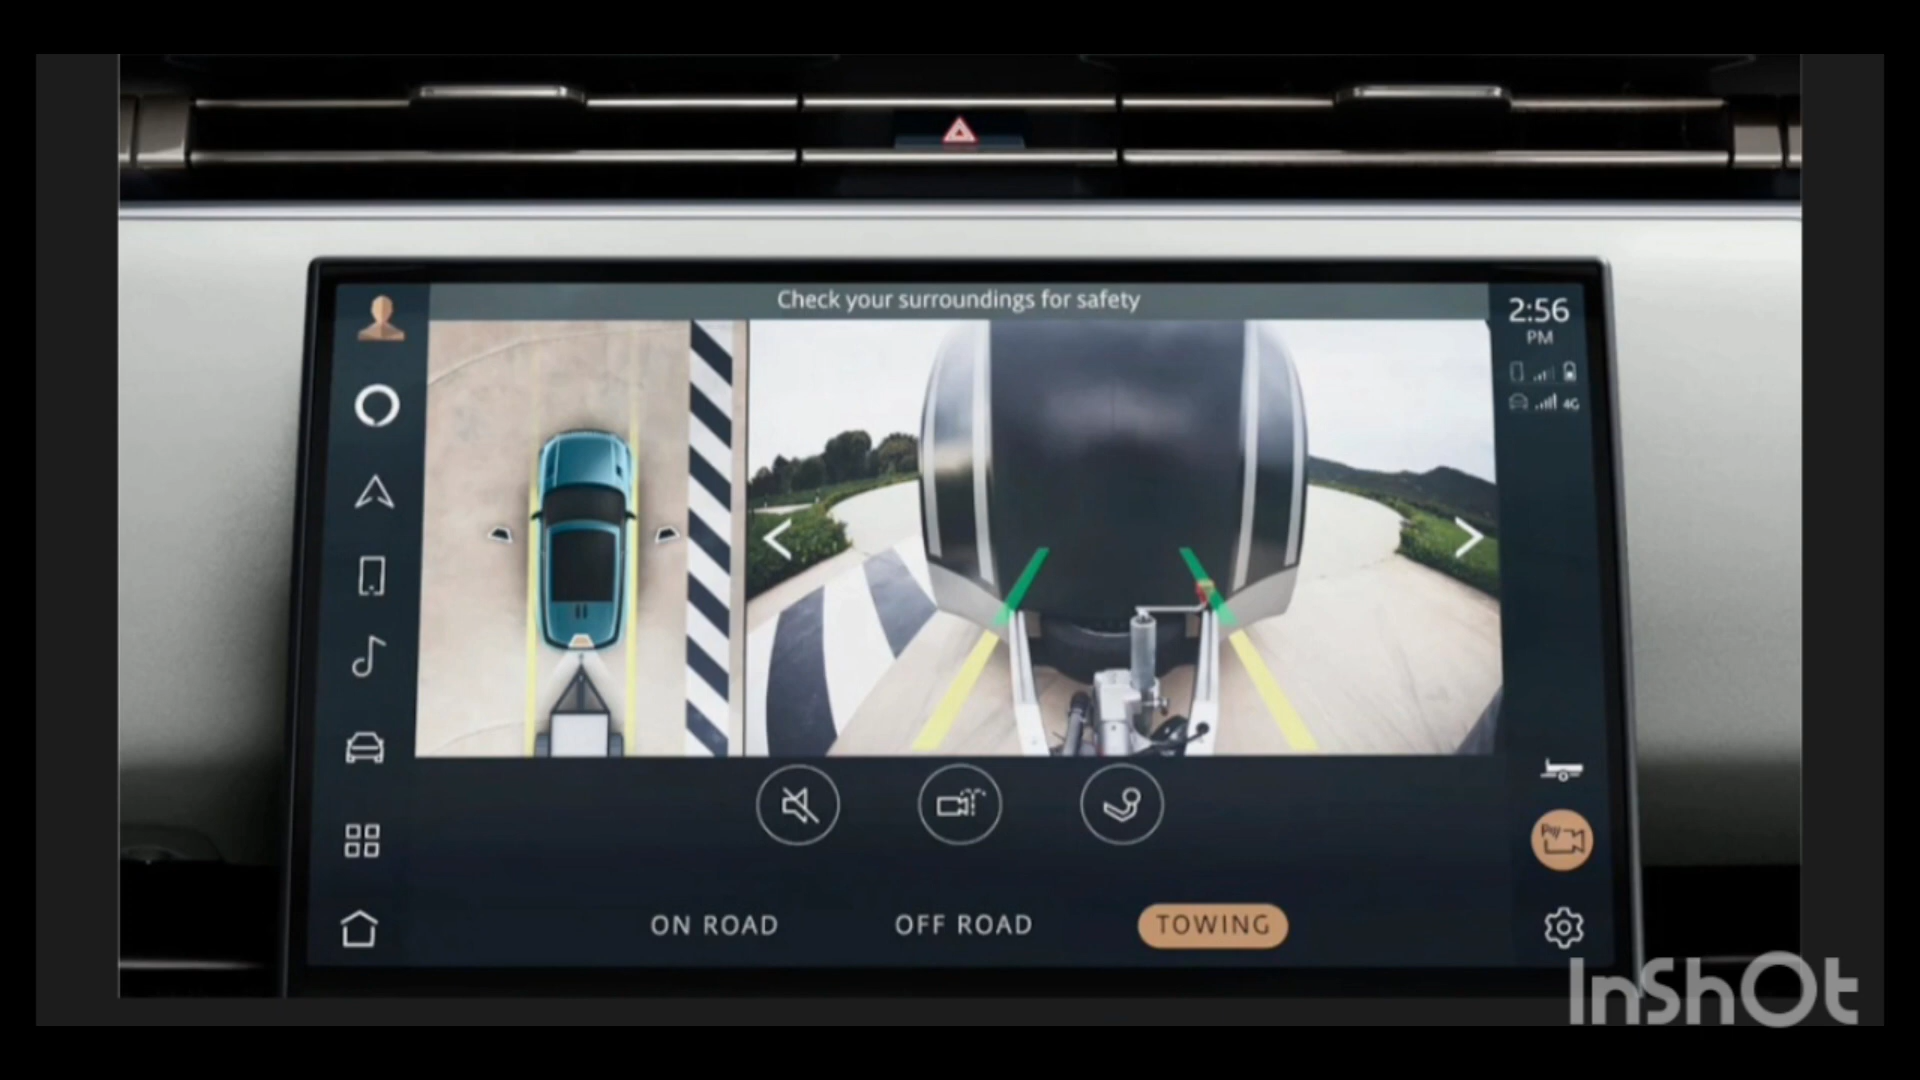 Check your surroundings for safety
2:56
PM
4G
ON ROAD
OFF ROAD
TOWING
InShOt